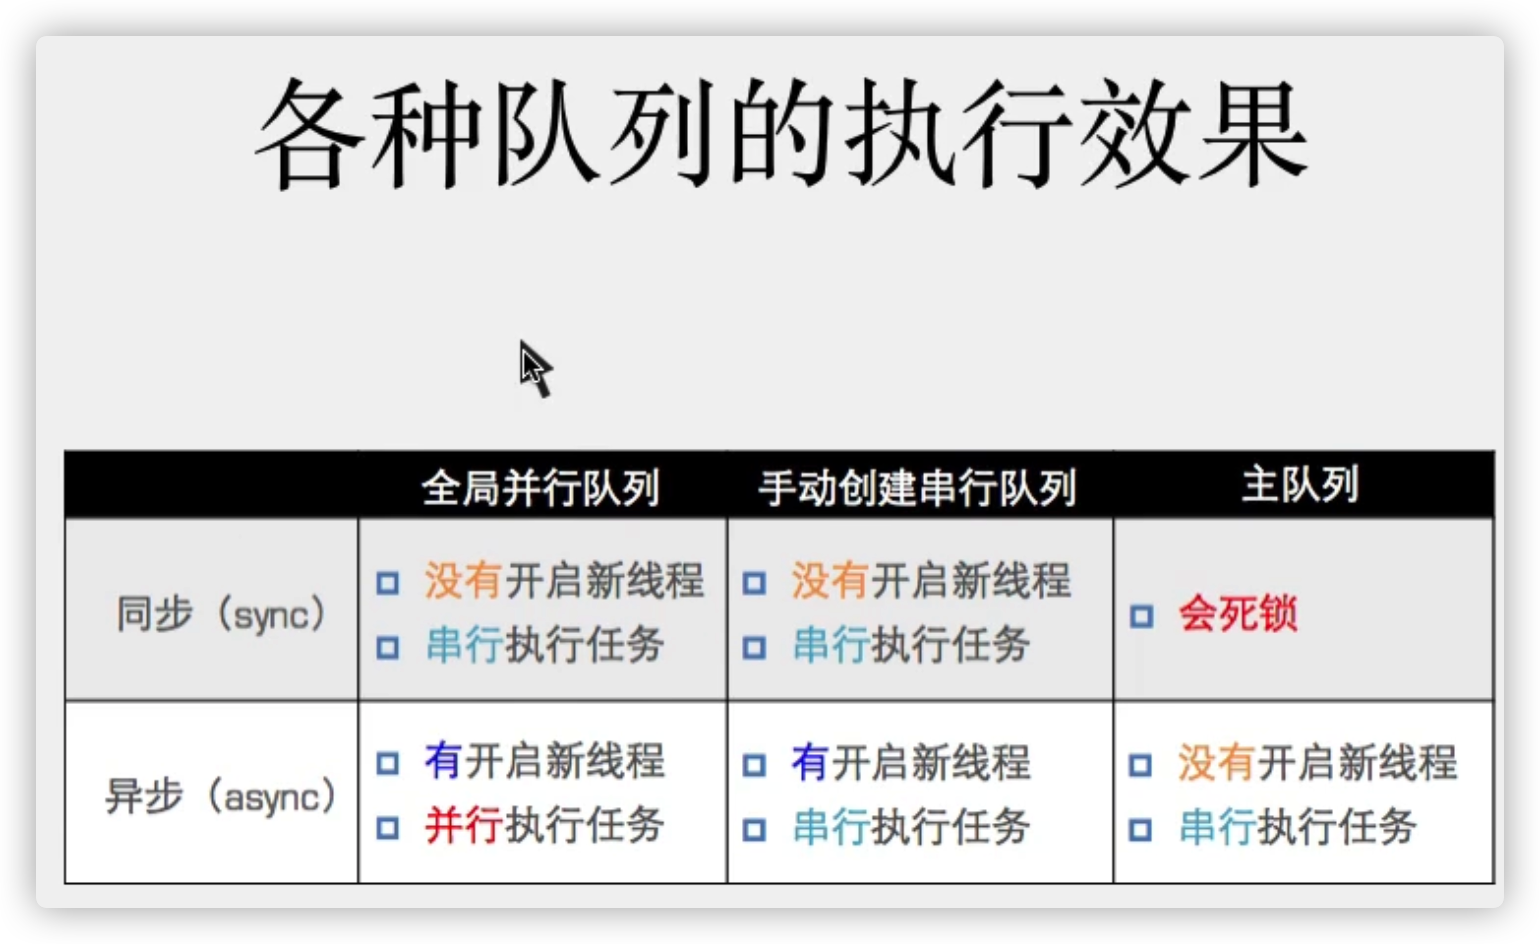 各种队列的执行效果
全局并行队列 手动创建串行队列 主队列
同步（sync）
没有开启新线程
串行执行任务
没有开启新线程
串行执行任务
会死锁
异步（async）
有开启新线程
并行执行任务
有开启新线程
串行执行任务
没有开启新线程
串行执行任务